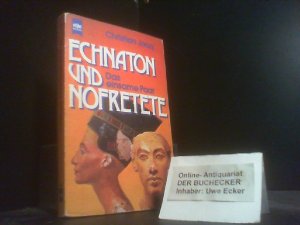 Christian Jacq
ECHNATON
UND
Das
einsame Paar
NOFRETETE
Online- Antiquariat
DER BUCHECKER
Inhaber: Uwe Ecker